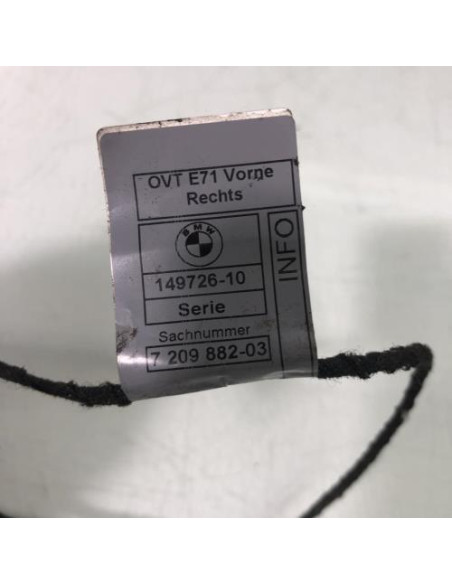 OVT E71 Vorne
Rechts
BMW
149726-10
Serie
Sachnummer
7 209 882-03
INFO